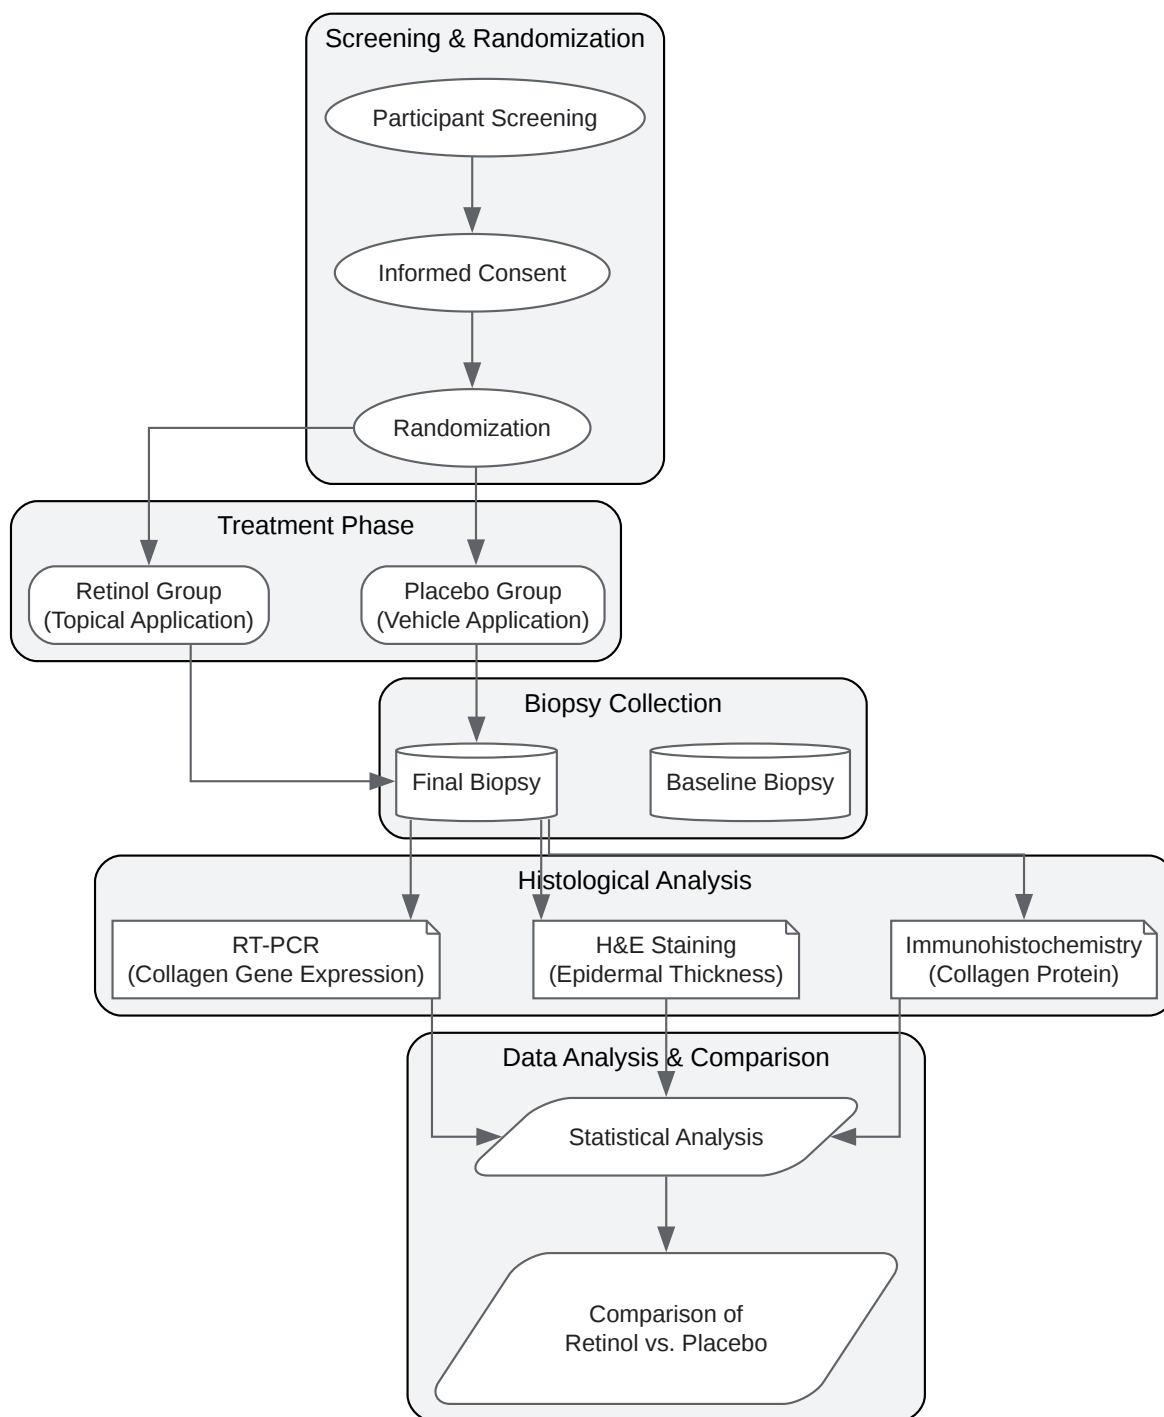 Screening & Randomization
Participant Screening
Informed Consent
Randomization
Treatment Phase
Retinol Group
(Topical Application)
Placebo Group
(Vehicle Application)
Biopsy Collection
Final Biopsy
Baseline Biopsy
Histological Analysis
RT-PCR
(Collagen Gene Expression)
H&E Staining
(Epidermal Thickness)
Immunohistochemistry
(Collagen Protein)
Data Analysis & Comparison
Statistical Analysis
Comparison of
Retinol vs. Placebo